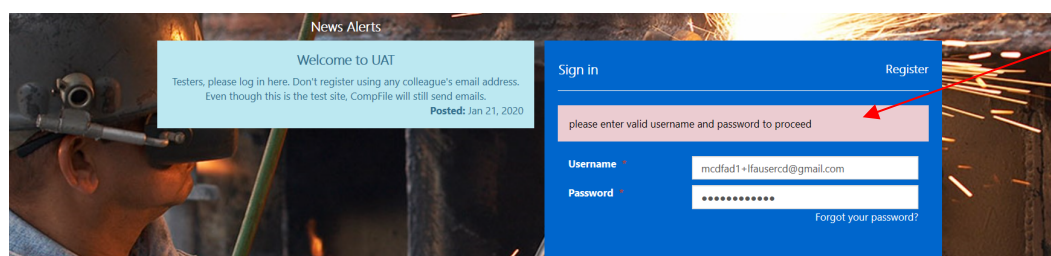 News Alerts
Welcome to UAT
Testers, please log in here. Don't register using any colleague's email address.
Even though this is the test site, CompFile will still send emails.
Posted: Jan 21, 2020
Sign in
Register
please enter valid username and password to proceed
Username *
mcdfad1+lfausercd@gmail.com
Password *
●●●●●●●●●●●●
Forgot your password?